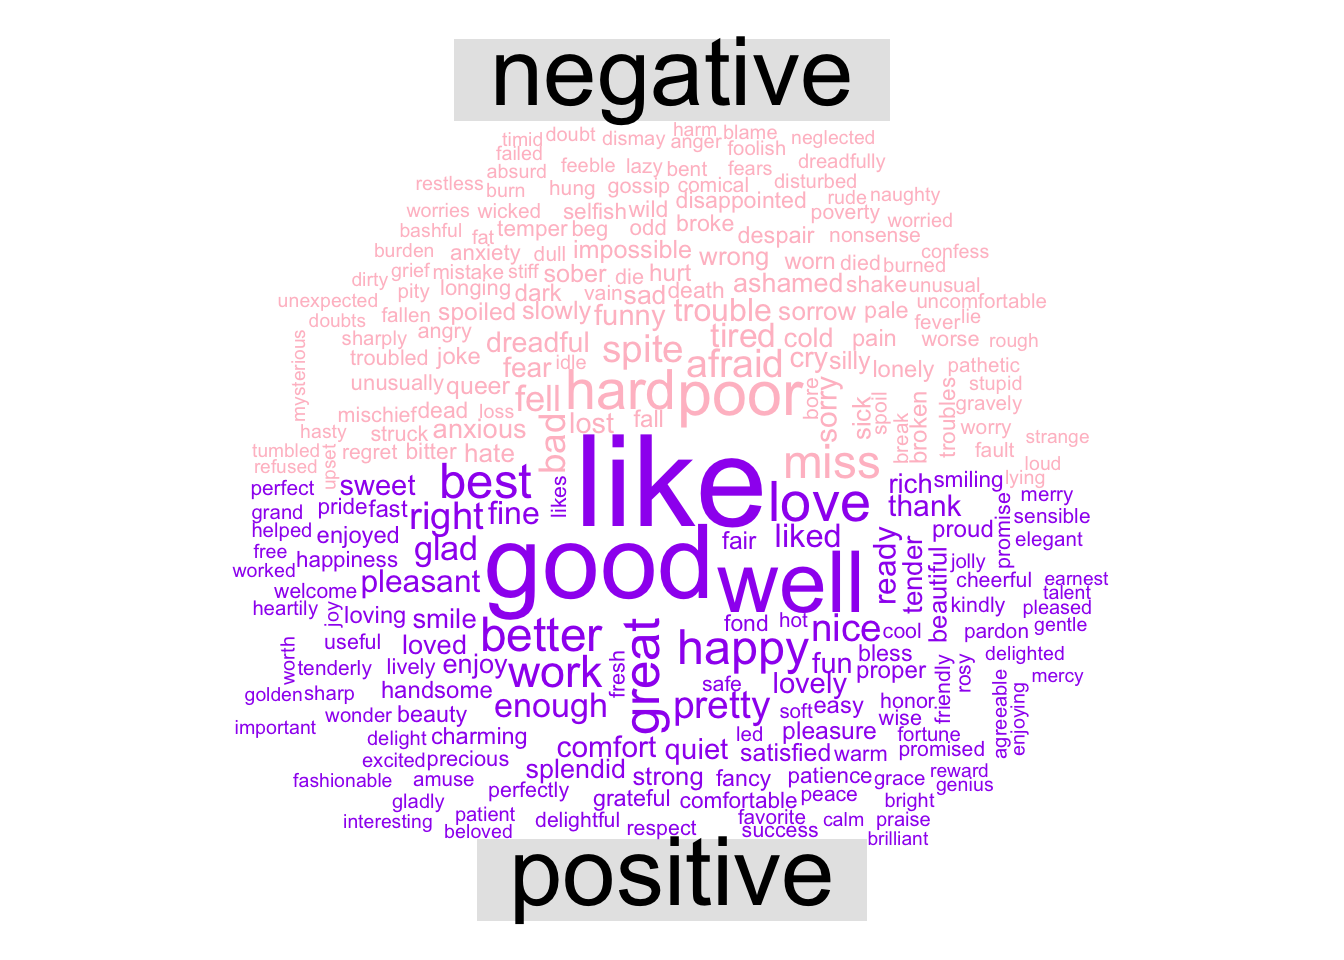 negative
timid doubt dismay harm blame anger neglected
failed foolish
absurd feeble lazy bent fears dreadfully
restless burn hung gossip comical disturbed rude naughty
worries wicked selfish wild disappointed poverty worried
bashful fat temper beg odd broke despair nonsense
burden anxiety dull impossible wrong worn died burned confess
dirty grief mistake stiff sober die hurt ashamed shake unusual
unexpected pity longing dark vain sad death uncomfortable
doubts fallen spoiled slowly funny trouble sorrow pale fever lie
mysterious sharply angry dreadful spite tired cold pain worse rough
troubled joke fear idle afraid cry silly lonely pathetic
unusually queer fell hard poor bore sorry sick spoil broken troubles stupid
mischief dead loss lost fall gravely
hasty struck anxious bad break worry strange
tumbled regret bitter hate miss fault
refused upset loud lying
perfect sweet best likes like love rich smiling merry
grand pride fast right fine thank promise sensible
helped enjoyed fair liked proud elegant
free happiness glad good well ready tender beautiful jolly
worked welcome pleasant cheerful earnest talent
heartily joy loving smile fond hot nice cool kindly pleased
useful loved better great happy pardon gentle
worth tenderly lively enjoy work fresh fun bless proper rosy delighted
golden sharp handsome safe lovely friendly mercy
important wonder beauty enough pretty soft easy honor wise agreeable enjoying
delight charming led pleasure fortune
excited precious comfort quiet satisfied warm promised
fashionable amuse splendid strong fancy patience grace reward
gladly perfectly grateful comfortable peace bright genius
interesting patient delightful favorite calm praise
beloved respect success brilliant
positive